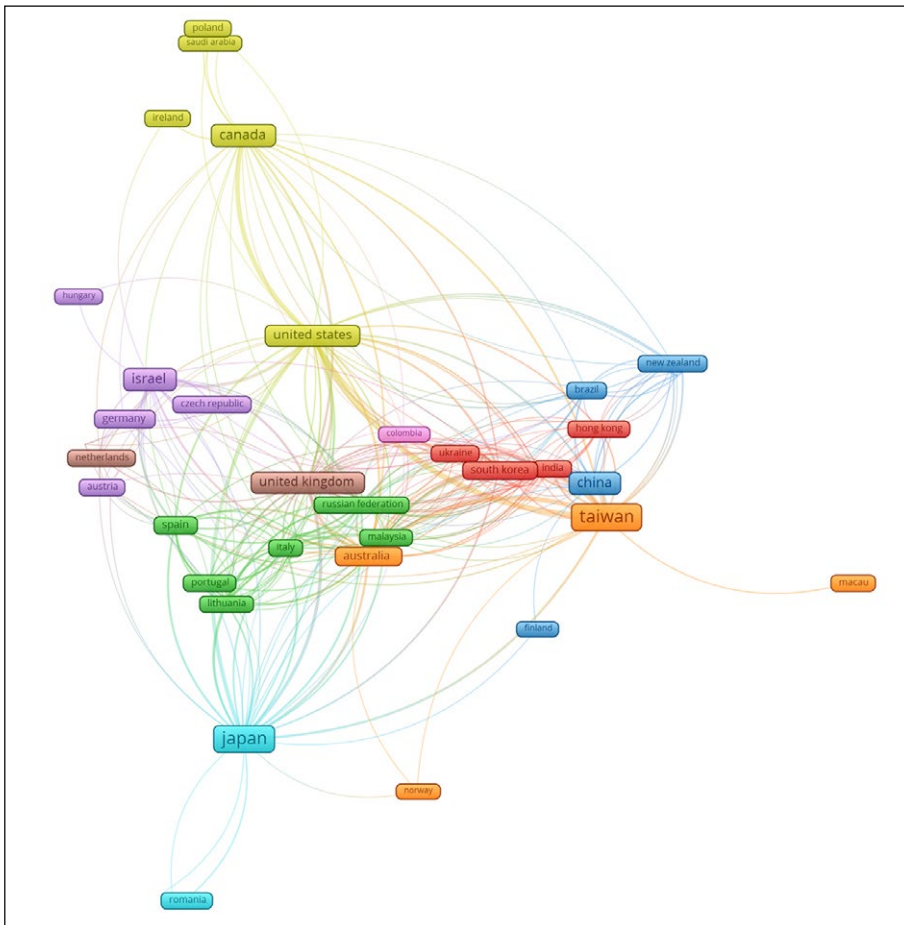 poland
saudi arabia
ireland
canada
hungary
united states
new zealand
israel
brazil
czech republic
germany
hong kong
colombia
ukraine
netherlands
south korea
india
united kingdom
china
austria
russian federation
taiwan
spain
malaysia
italy
australia
portugal
macau
lithuania
finland
japan
norway
romania